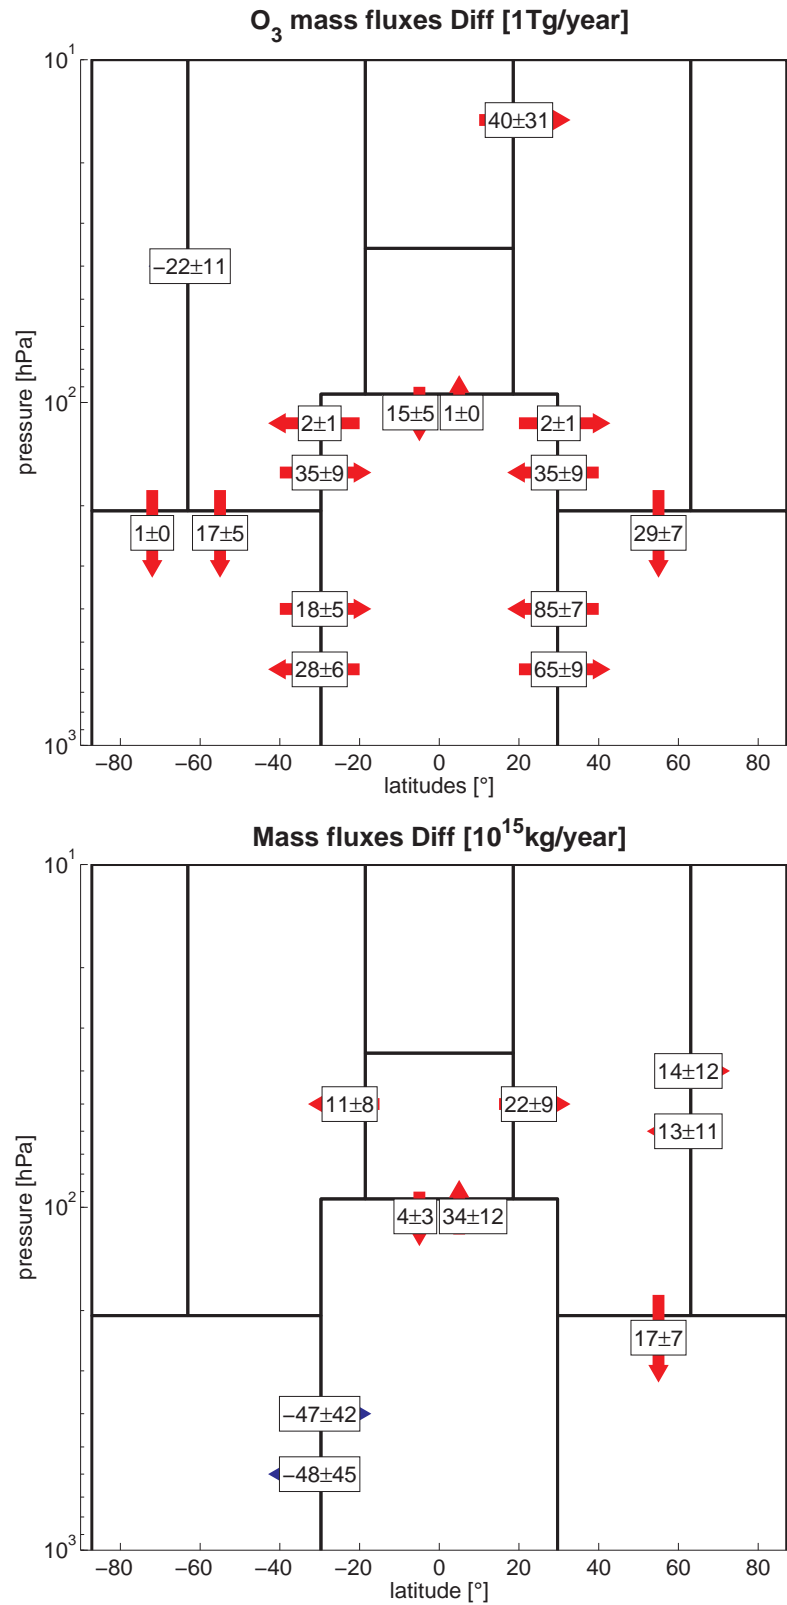 O3 mass fluxes Diff [1Tg/year]
10^1
40±31
−22±11
pressure [hPa]
10^2
15±5 1±0
2±1 2±1
35±9 35±9
1±0 17±5 29±7
18±5 85±7
28±6 65±9
10^3
−80 −60 −40 −20 0 20 40 60 80
latitudes [°]
Mass fluxes Diff [10^15kg/year]
10^1
14±12
11±8 22±9
13±11
pressure [hPa]
10^2
4±3 34±12
17±7
−47±42
−48±45
10^3
−80 −60 −40 −20 0 20 40 60 80
latitude [°]